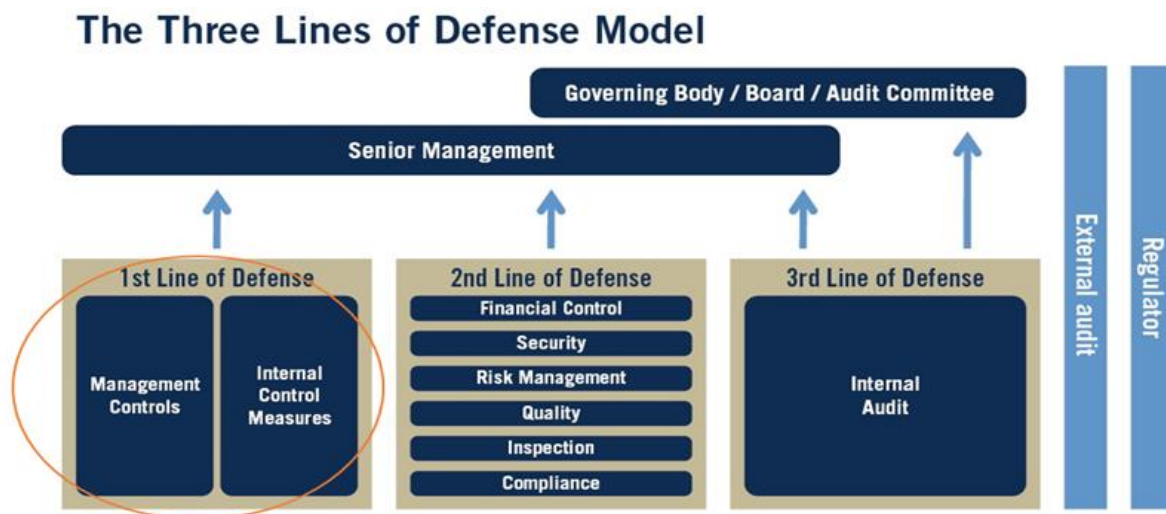 The Three Lines of Defense Model
Governing Body / Board / Audit Committee
Senior Management
1st Line of Defense
Management
Controls
Internal
Control
Measures
2nd Line of Defense
Financial Control
Security
Risk Management
Quality
Inspection
Compliance
3rd Line of Defense
Internal
Audit
External audit
Regulator